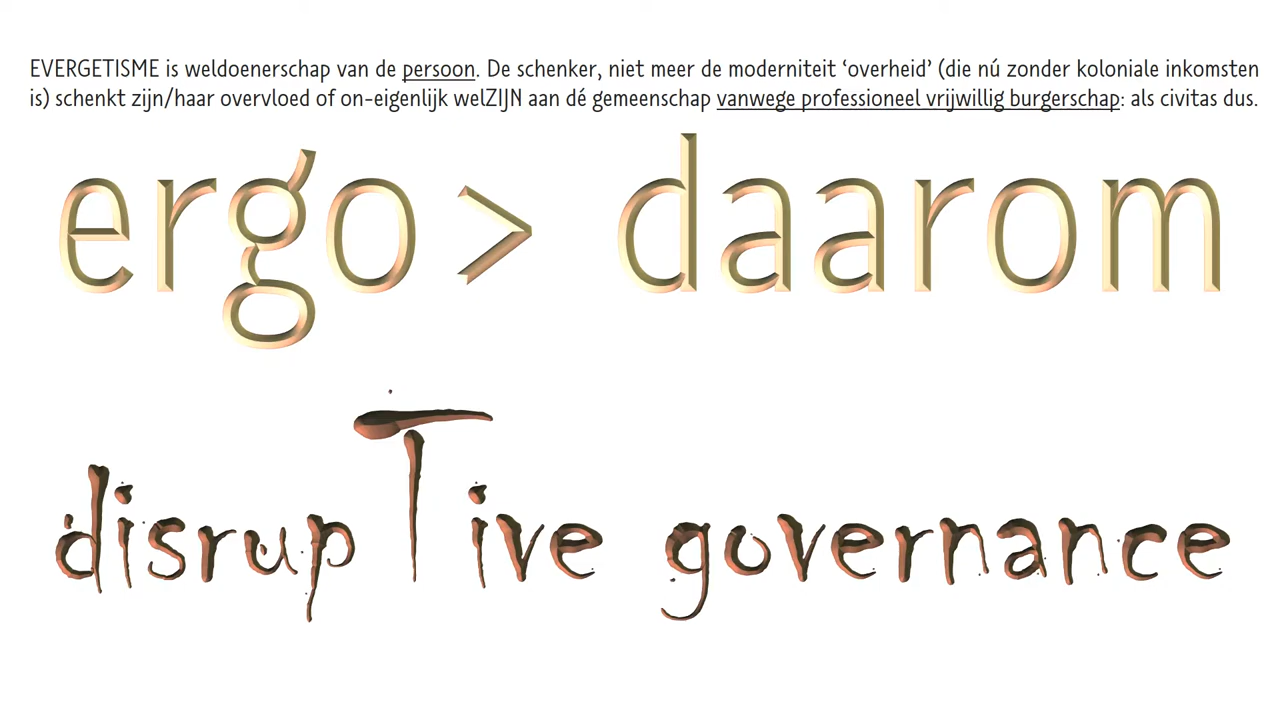 EVERGETISME is weldoenerschap van de persoon. De schenker, niet meer de moderniteit ‘overheid’ (die nú zonder koloniale inkomsten
is) schenkt zijn/haar overvloed of on-eigenlijk welZIJN aan dé gemeenschap vanwege professioneel vrijwillig burgerschap: als civitas dus.
ergo> daarom
disrupTive governance